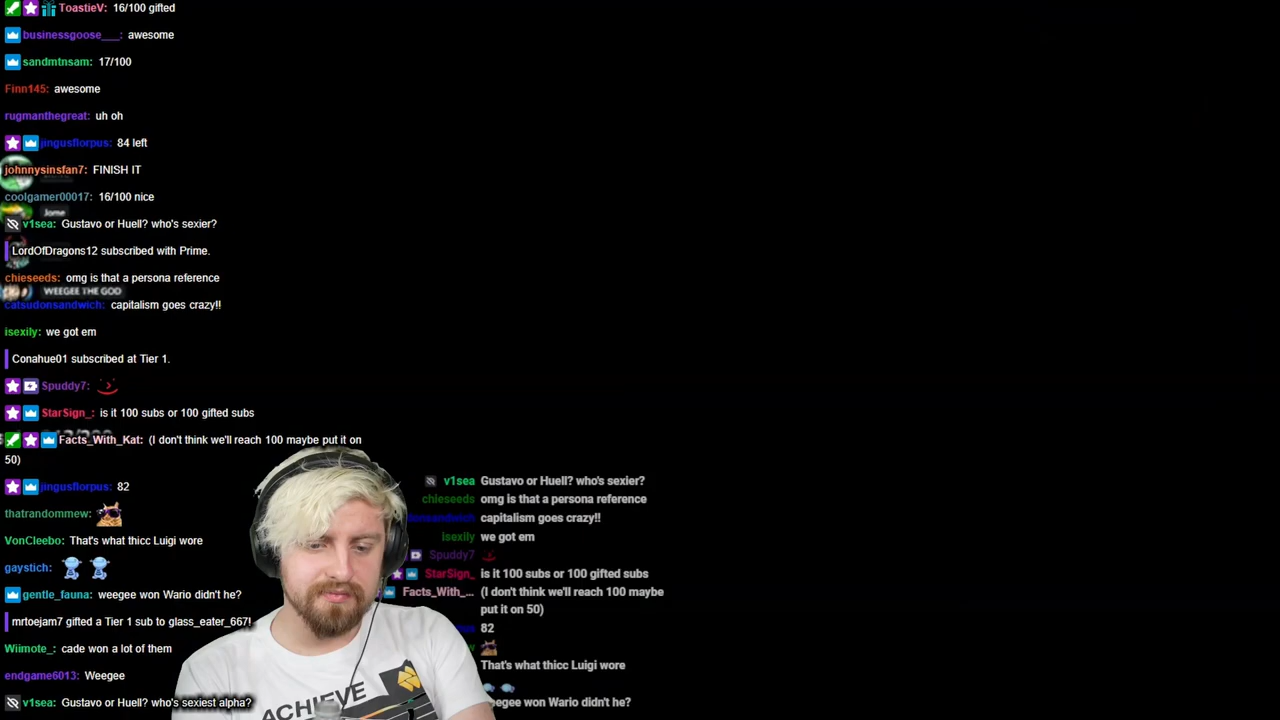 ToastieV: 16/100 gifted
businessgoose___: awesome
sandmtnsam: 17/100
Finn145: awesome
rugmanthegreat: uh oh
jingusflorpus: 84 left
johnnysinsfan7: FINISH IT
coolgamer00017: 16/100 nice
Jame
v1sea: Gustavo or Huell? who's sexier?
LordOfDragons12 subscribed with Prime.
chieseeds: omg is that a persona reference
WEEGEE THE GOD
catsudonsandwich: capitalism goes crazy!!
isexily: we got em
Conahue01 subscribed at Tier 1.
Spuddy7:
StarSign_: is it 100 subs or 100 gifted subs
Facts_With_Kat: (I don't think we'll reach 100 maybe put it on
50)
jingusflorpus: 82
thatrandommew:
VonCleebo: That's what thicc Luigi wore
gaystich:
gentle_fauna: weegee won Wario didn't he?
mrtoejam7 gifted a Tier 1 sub to glass_eater_667!
Wiimote_: cade won a lot of them
endgame6013: Weegee
v1sea: Gustavo or Huell? who's sexiest alpha?
v1sea Gustavo or Huell? who's sexier?
chieseeds omg is that a persona reference
capitalism goes crazy!!
isexily we got em
Spuddy7
StarSign_ is it 100 subs or 100 gifted subs
Facts_With_... (I don't think we'll reach 100 maybe
put it on 50)
82
That's what thicc Luigi wore
weegee won Wario didn't he?
ACHIEVE